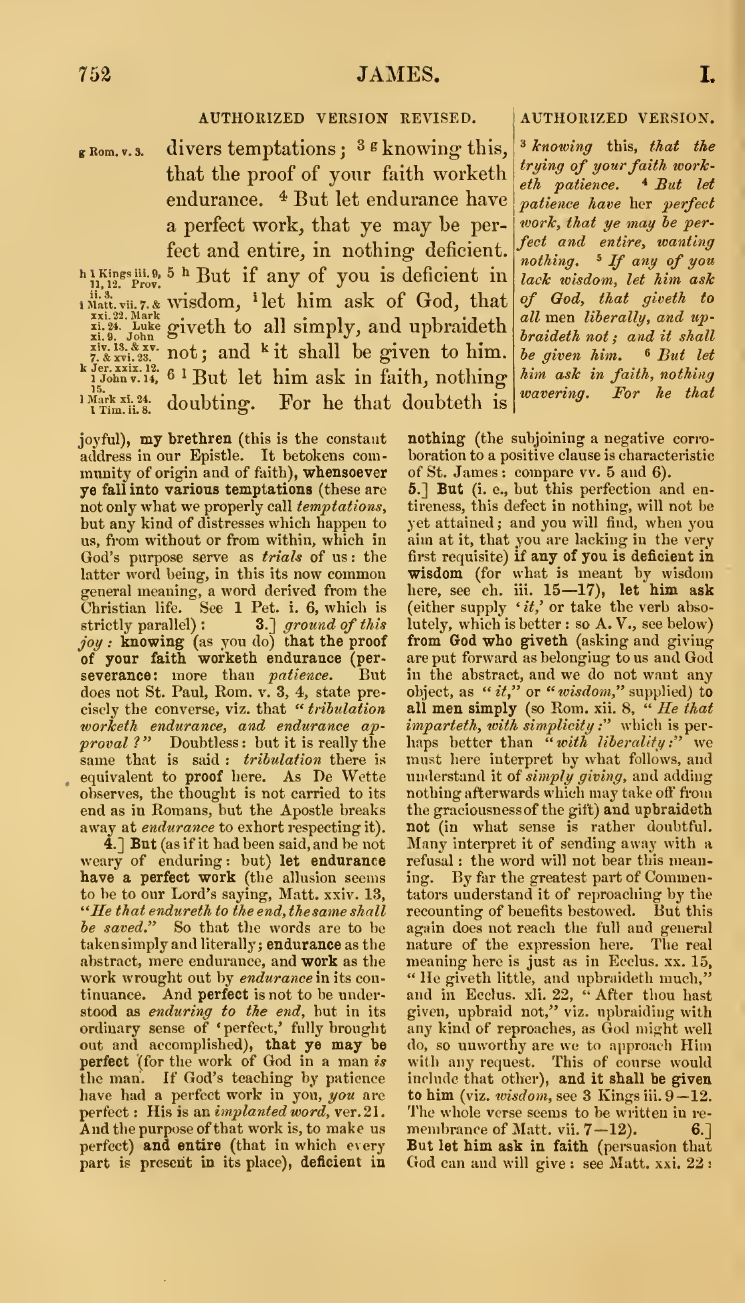 752
JAMES.
I.
AUTHORIZED VERSION REVISED.
g Rom. v. 3.
divers temptations ; 3 g knowing this,
that the proof of your faith worketh
endurance. 4 But let endurance have
a perfect work, that ye may be per-
fect and entire, in nothing deficient.
h 1 Kings iii. 9,
11, 12. Prov.
ii. 3.
i Matt. vii. 7. &
xxi. 22. Mark
xi. 24. Luke
xi. 9. John
xiv. 13. & xv.
7. & xvi. 23.
k Jer. xxix. 12.
1 John v. 14,
15.
l Mark xi. 24.
1 Tim. ii. 8.
5 h But if any of you is deficient in
wisdom, i let him ask of God, that
giveth to all simply, and upbraideth
not; and k it shall be given to him.
6 l But let him ask in faith, nothing
doubting. For he that doubteth is
AUTHORIZED VERSION.
3 knowing this, that the
trying of your faith work-
eth patience. 4 But let
patience have her perfect
work, that ye may be per-
fect and entire, wanting
nothing. 5 If any of you
lack wisdom, let him ask
of God, that giveth to
all men liberally, and up-
braideth not; and it shall
be given him. 6 But let
him ask in faith, nothing
wavering. For he that
joyful), my brethren (this is the constant
address in our Epistle. It betokens com-
munity of origin and of faith), whensoever
ye fall into various temptations (these are
not only what we properly call temptations,
but any kind of distresses which happen to
us, from without or from within, which in
God's purpose serve as trials of us : the
latter word being, in this its now common
general meaning, a word derived from the
Christian life. See 1 Pet. i. 6, which is
strictly parallel) : 3.] ground of this
joy : knowing (as you do) that the proof
of your faith worketh endurance (per-
severance: more than patience. But
does not St. Paul, Rom. v. 3, 4, state pre-
cisely the converse, viz. that " tribulation
worketh endurance, and endurance ap-
proval ?" Doubtless: but it is really the
same that is said : tribulation there is
equivalent to proof here. As De Wette
observes, the thought is not carried to its
end as in Romans, but the Apostle breaks
away at endurance to exhort respecting it).
4.] But (as if it had been said, and be not
weary of enduring : but) let endurance
have a perfect work (the allusion seems
to be to our Lord's saying, Matt. xxiv. 13,
"He that endureth to the end, the same shall
be saved." So that the words are to be
taken simply and literally; endurance as the
abstract, mere endurance, and work as the
work wrought out by endurance in its con-
tinuance. And perfect is not to be under-
stood as enduring to the end, but in its
ordinary sense of 'perfect,' fully brought
out and accomplished), that ye may be
perfect (for the work of God in a man is
the man. If God's teaching by patience
have had a perfect work in you, you are
perfect : His is an implanted word, ver. 21.
And the purpose of that work is, to make us
perfect) and entire (that in which every
part is present in its place), deficient in
nothing (the subjoining a negative corro-
boration to a positive clause is characteristic
of St. James : compare vv. 5 and 6).
5.] But (i. e., but this perfection and en-
tireness, this defect in nothing, will not be
yet attained; and you will find, when you
aim at it, that you are lacking in the very
first requisite) if any of you is deficient in
wisdom (for what is meant by wisdom
here, see ch. iii. 15—17), let him ask
(either supply 'it,' or take the verb abso-
lutely, which is better : so A. V., see below)
from God who giveth (asking and giving
are put forward as belonging to us and God
in the abstract, and we do not want any
object, as " it," or "wisdom," supplied) to
all men simply (so Rom. xii. 8, " He that
imparteth, with simplicity :" which is per-
haps better than "with liberality:" we
must here interpret by what follows, and
understand it of simply giving, and adding
nothing afterwards which may take off from
the graciousness of the gift) and upbraideth
not (in what sense is rather doubtful.
Many interpret it of sending away with a
refusal : the word will not bear this mean-
ing. By far the greatest part of Commen-
tators understand it of reproaching by the
recounting of benefits bestowed. But this
again does not reach the full and general
nature of the expression here. The real
meaning here is just as in Ecclus. xx. 15,
" He giveth little, and upbraideth much,"
and in Ecclus. xli. 22, " After thou hast
given, upbraid not," viz. upbraiding with
any kind of reproaches, as God might well
do, so unworthy are we to approach Him
with any request. This of course would
include that other), and it shall be given
to him (viz. wisdom, see 3 Kings iii. 9—12.
The whole verse seems to be written in re-
membrance of Matt. vii. 7—12). 6.]
But let him ask in faith (persuasion that
God can and will give : see Matt. xxi. 22 :